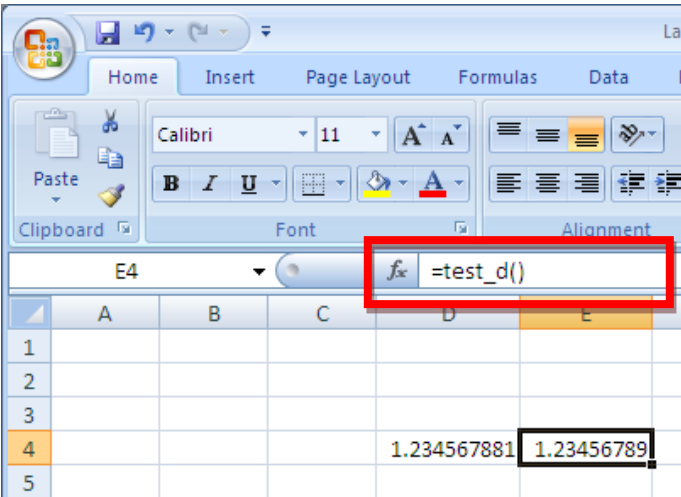 La
Home Insert Page Layout Formulas Data
Calibri 11 A A
Paste B I U A
Clipboard Font Alignment
E4 fx =test_d()
A B C D E
1
2
3
4 1.234567881 1.23456789
5